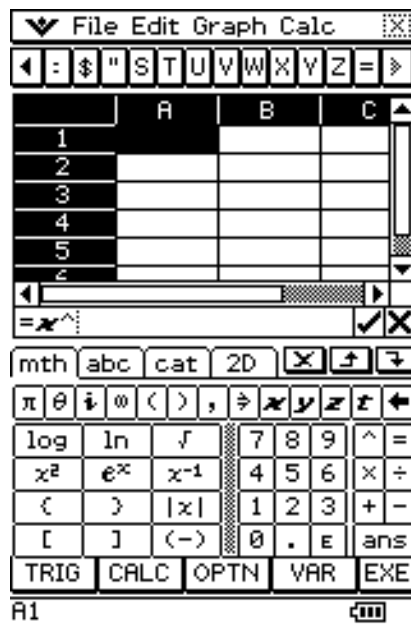 File Edit Graph Calc
: $ " S T U V W X Y Z =
A B C
1
2
3
4
5
=x^
mth abc cat 2D
π θ i ∞ ( ) , x y z t
log ln √ 7 8 9 ^ =
x² eˣ x⁻¹ 4 5 6 × ÷
{ } |x| 1 2 3 + −
[ ] (−) 0 . E ans
TRIG CALC OPTN VAR EXE
A1